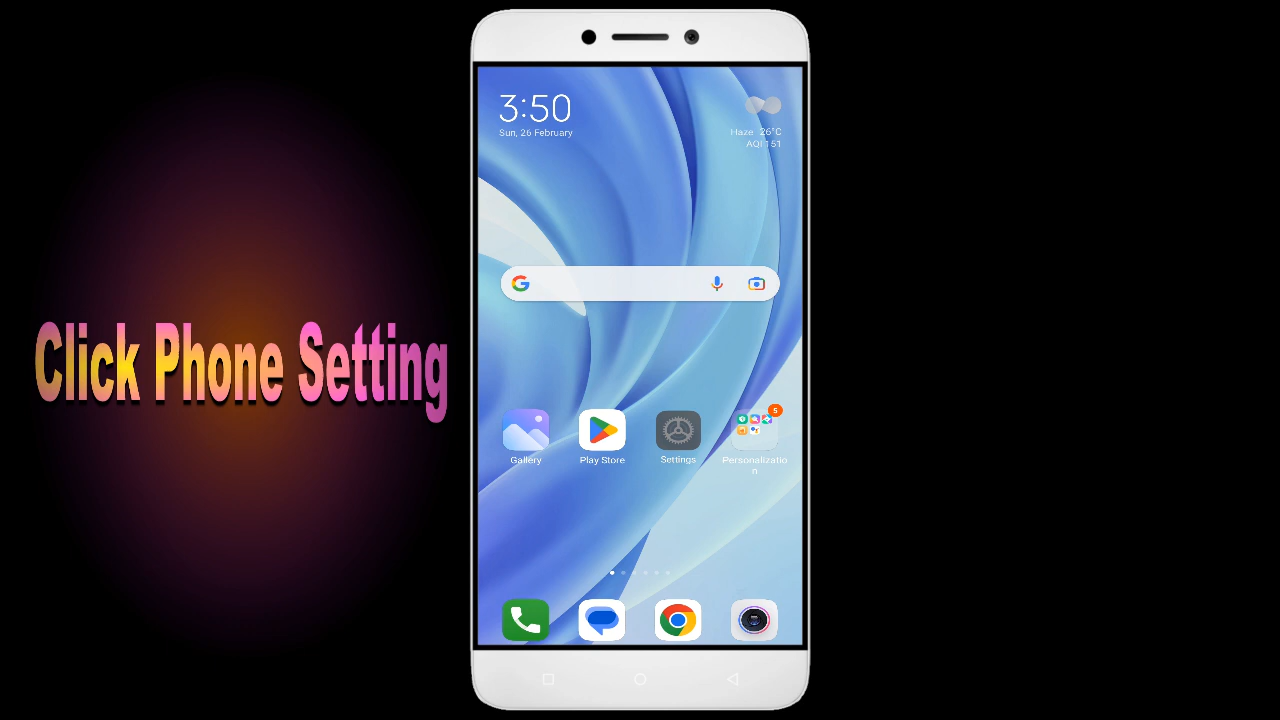 Click Phone Setting
3:50
Sun, 26 February
Haze 26°C
AQI 151
Gallery
Play Store
Settings
5
Personalizatio
n